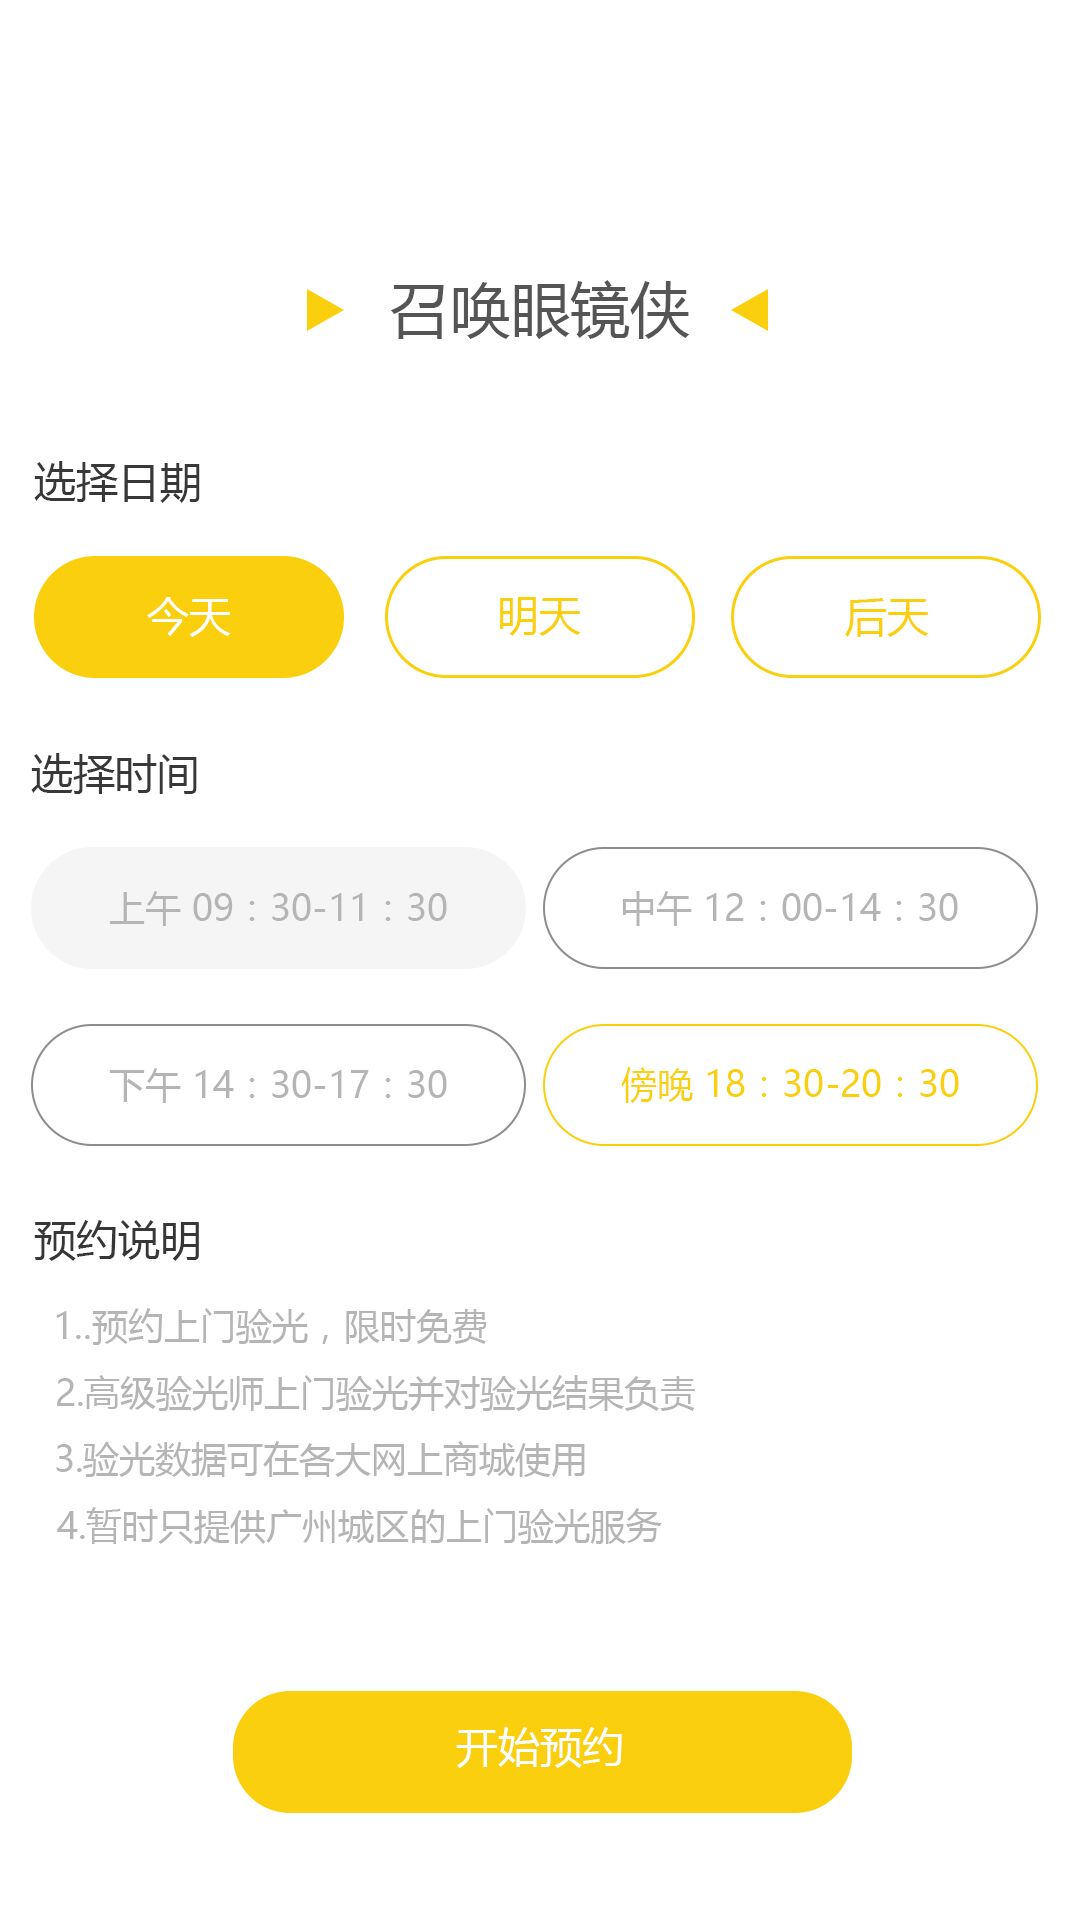 召唤眼镜侠
选择日期
今天
明天
后天
选择时间
上午 09：30-11：30
中午 12：00-14：30
下午 14：30-17：30
傍晚 18：30-20：30
预约说明
1..预约上门验光，限时免费
2.高级验光师上门验光并对验光结果负责
3.验光数据可在各大网上商城使用
4.暂时只提供广州城区的上门验光服务
开始预约